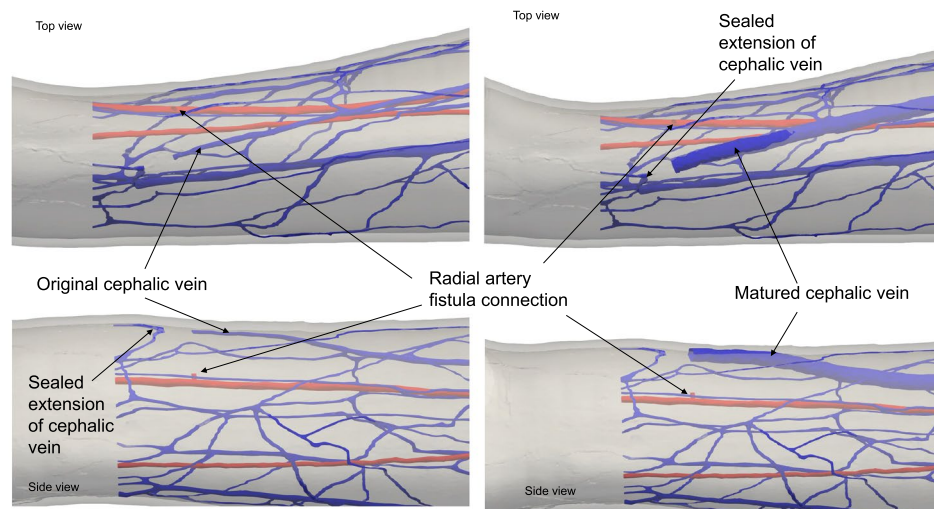 Top view
Top view
Sealed
extension of
cephalic vein
Original cephalic vein
Radial artery
fistula connection
Matured cephalic vein
Sealed
extension
of cephalic
vein
Side view
Side view